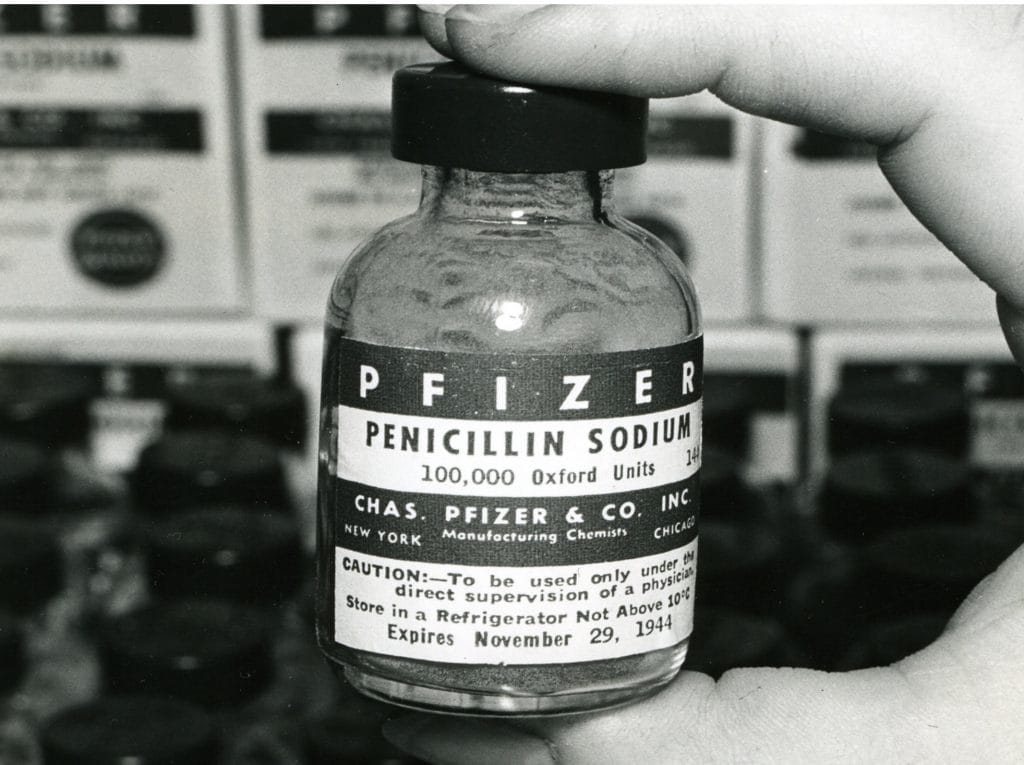 PFIZER
PENICILLIN SODIUM
100,000 Oxford Units
CHAS. PFIZER & CO. INC.
NEW YORK Manufacturing Chemists CHICAGO
CAUTION:—To be used only under the
direct supervision of a physician.
Store in a Refrigerator Not Above 10°C
Expires November 29, 1944